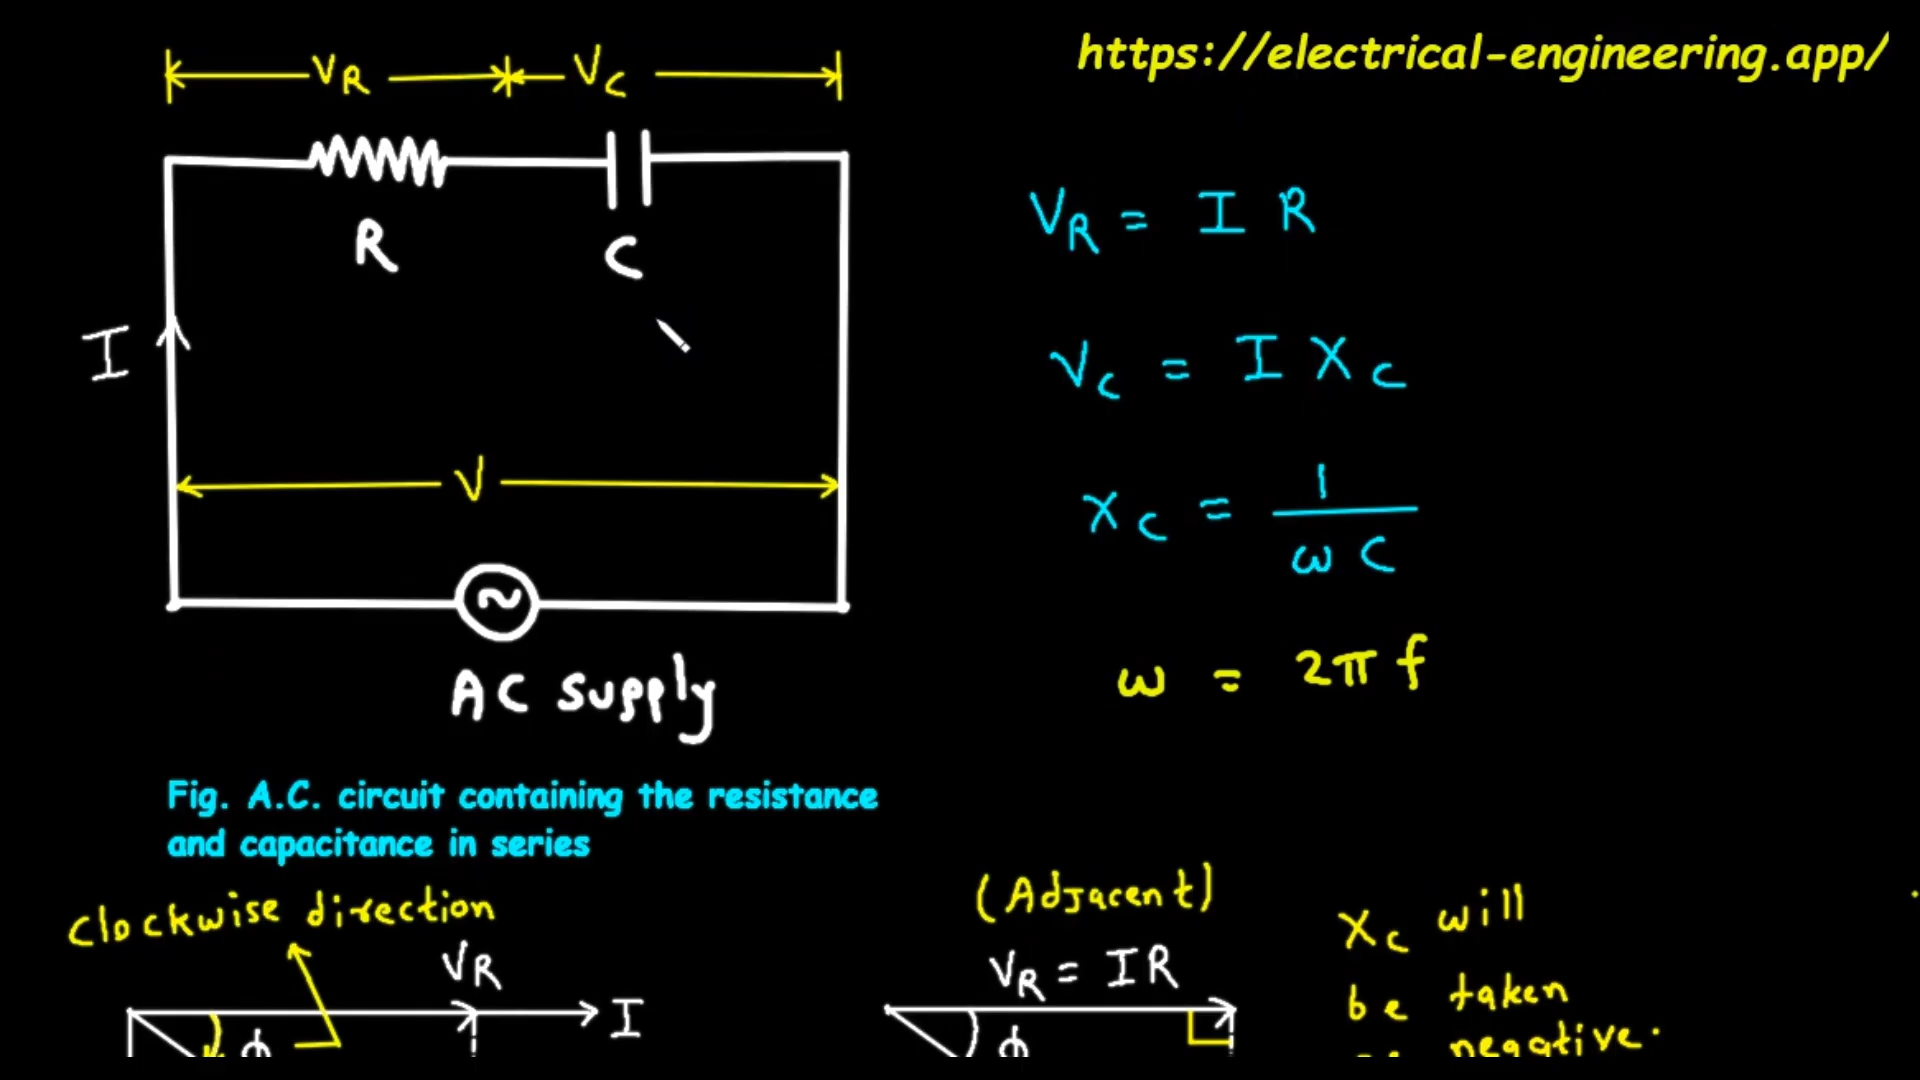 https://electrical-engineering.app/
VR VC
R
C
I
V
AC supply
VR = I R
VC = I XC
XC = 1 / ωC
ω = 2π f
Fig. A.C. circuit containing the resistance
and capacitance in series
Clockwise direction
VR
I
ϕ
(Adjacent)
VR = IR
ϕ
XC will
be taken
negative.